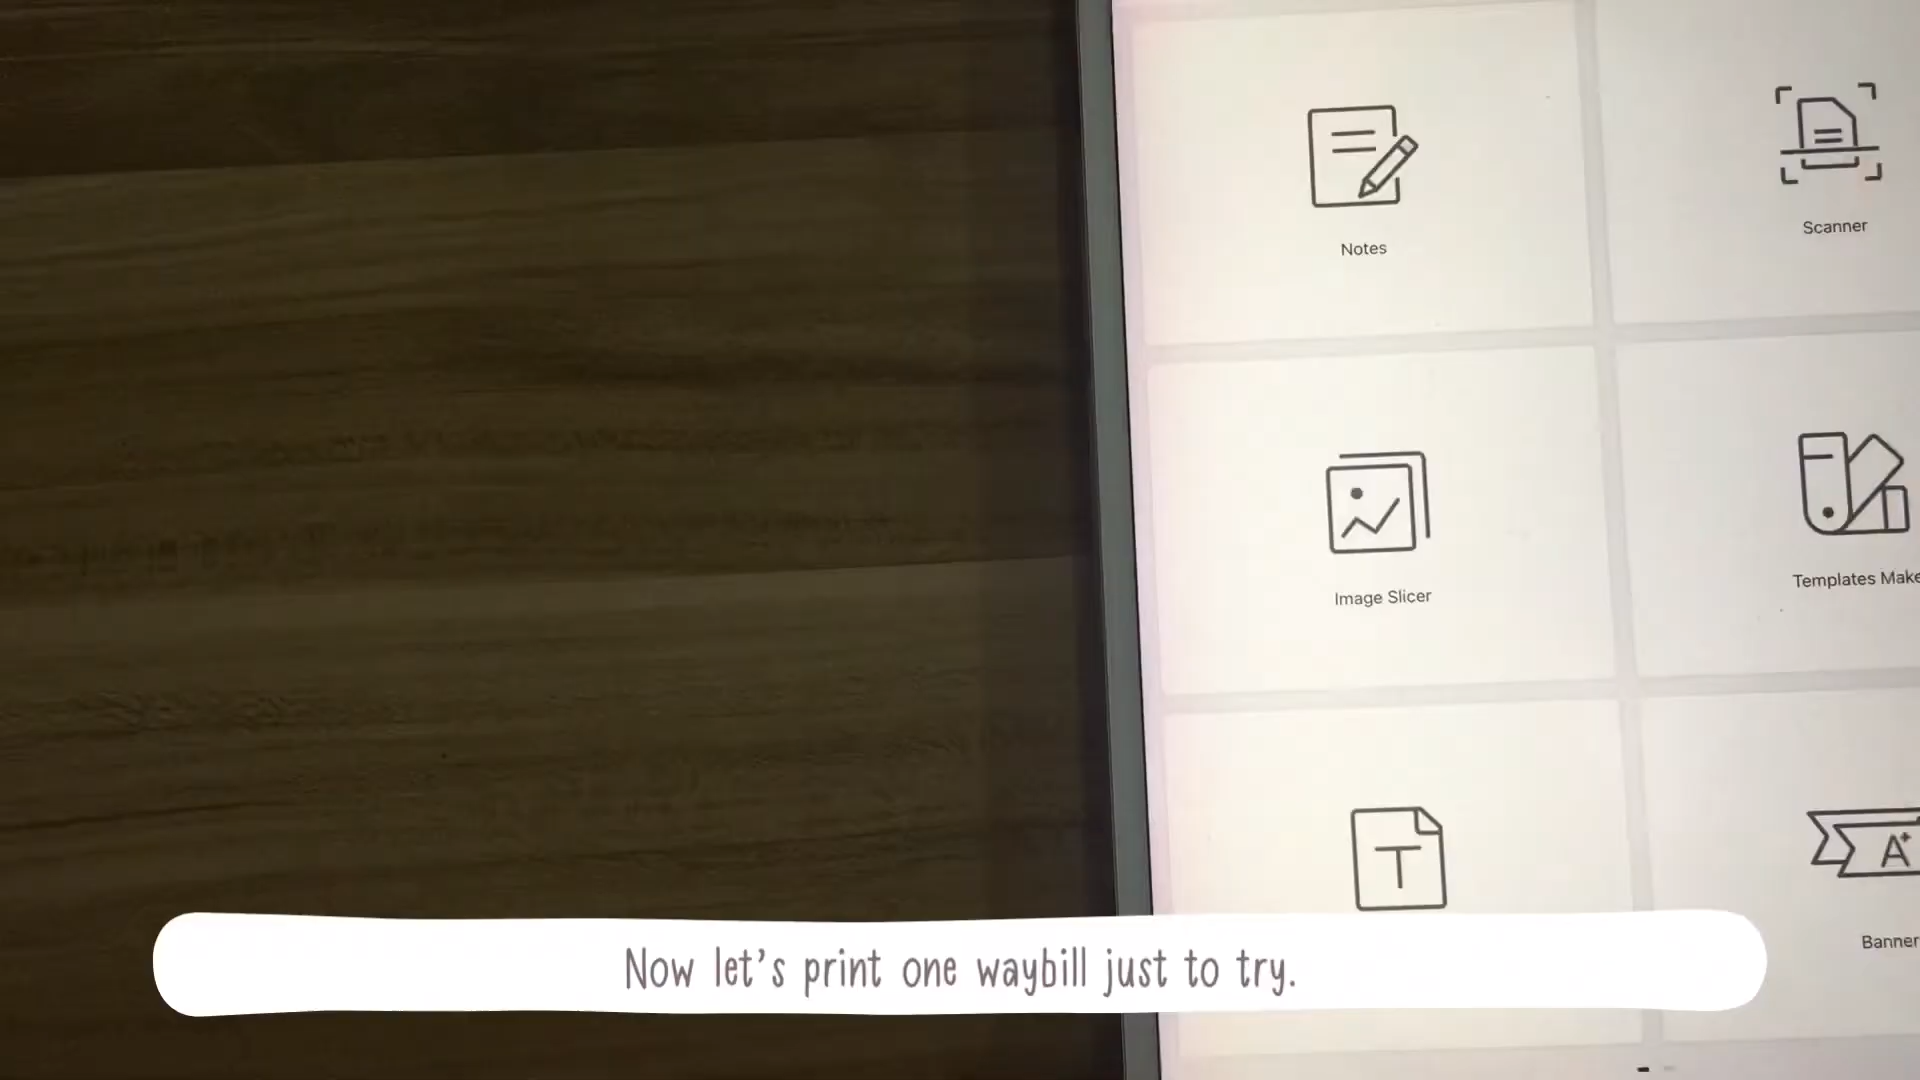 Notes
Scanner
Image Slicer
Templates Make
T
A+
Banner
Now let's print one waybill just to try.